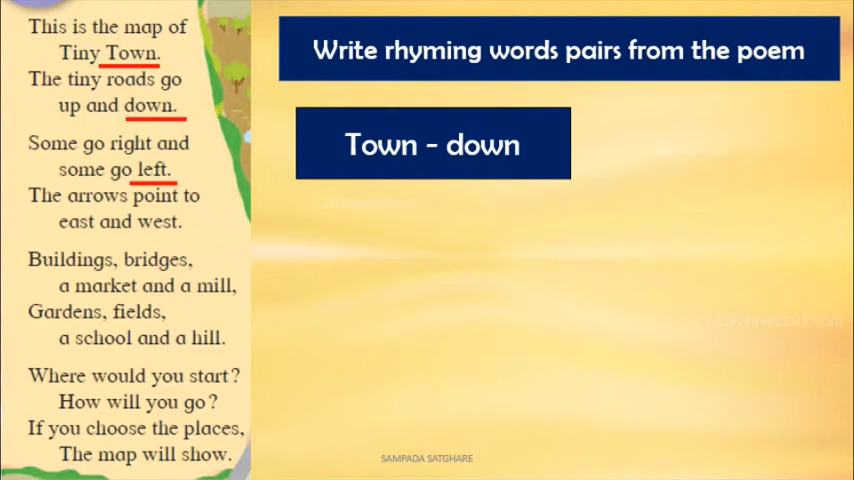 This is the map of
Tiny Town.
The tiny roads go
up and down.
Some go right and
some go left.
The arrows point to
east and west.
Buildings, bridges,
a market and a mill,
Gardens, fields,
a school and a hill.
Where would you start?
How will you go?
If you choose the places,
The map will show.
Write rhyming words pairs from the poem
Town - down
SAMPADA SATGHARE